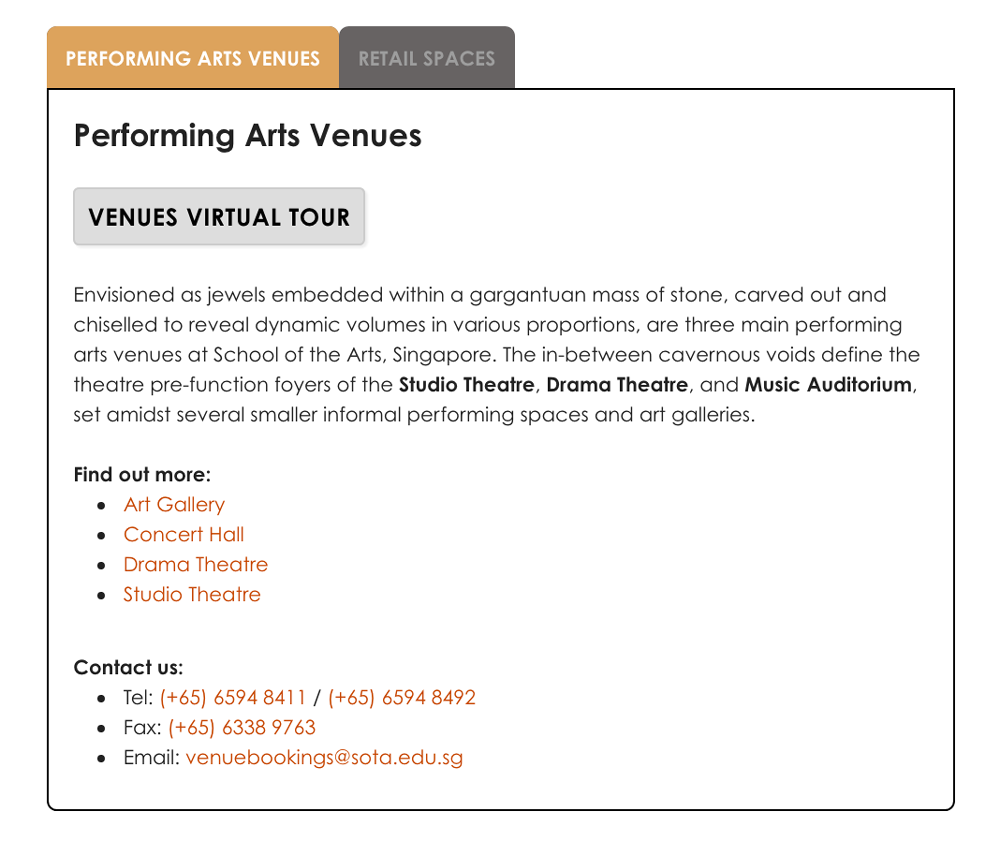 PERFORMING ARTS VENUES
RETAIL SPACES
Performing Arts Venues
VENUES VIRTUAL TOUR
Envisioned as jewels embedded within a gargantuan mass of stone, carved out and
chiselled to reveal dynamic volumes in various proportions, are three main performing
arts venues at School of the Arts, Singapore. The in-between cavernous voids define the
theatre pre-function foyers of the Studio Theatre, Drama Theatre, and Music Auditorium,
set amidst several smaller informal performing spaces and art galleries.
Find out more:
• Art Gallery
• Concert Hall
• Drama Theatre
• Studio Theatre
Contact us:
• Tel: (+65) 6594 8411 / (+65) 6594 8492
• Fax: (+65) 6338 9763
• Email: venuebookings@sota.edu.sg